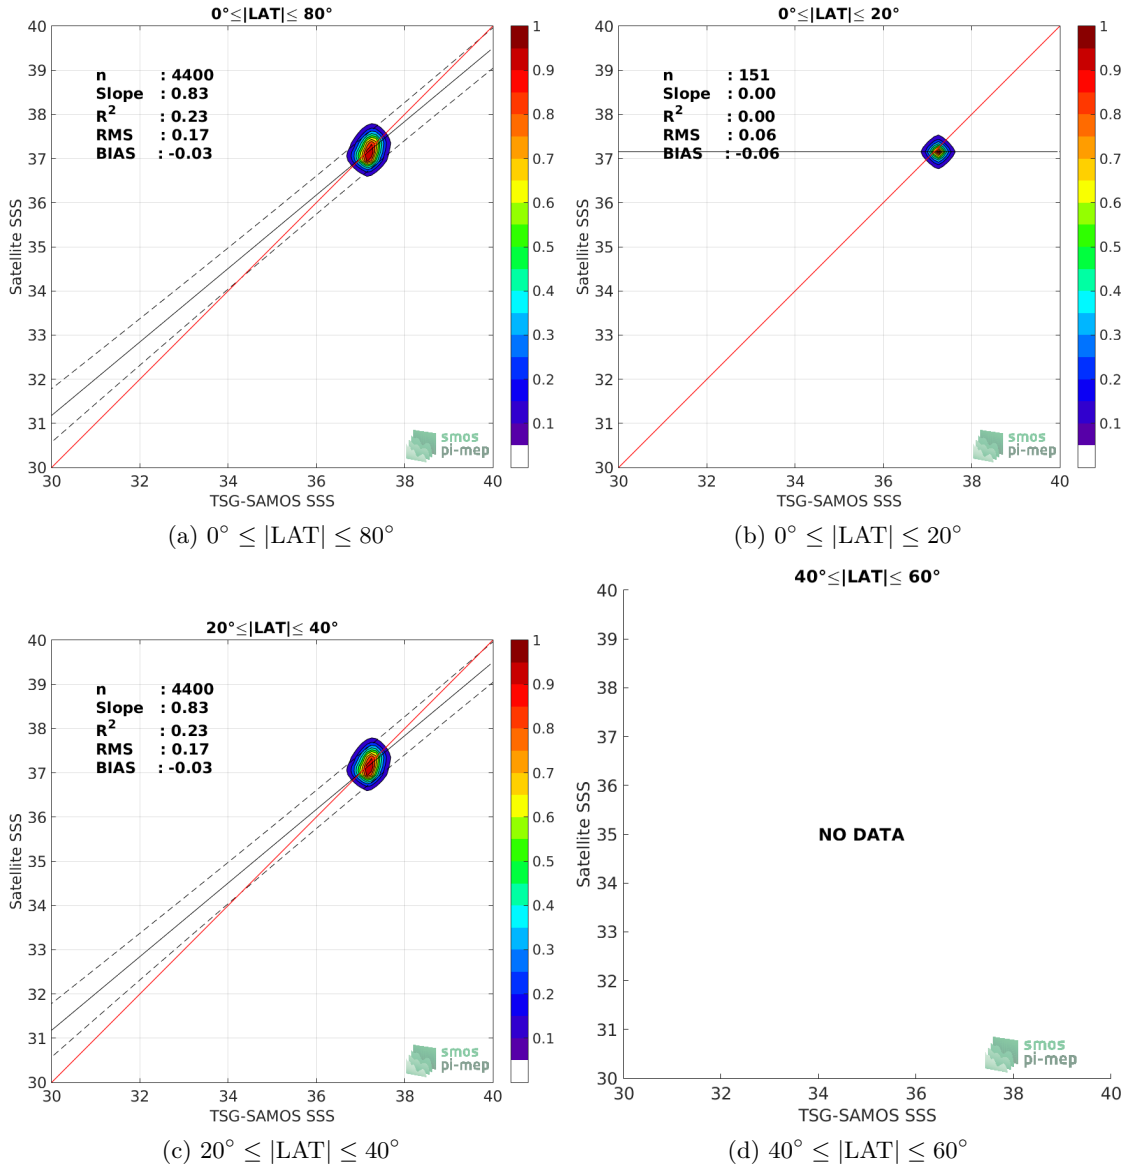 0°≤|LAT|≤ 80°
n : 4400
Slope : 0.83
R² : 0.23
RMS : 0.17
BIAS : -0.03
40
39
38
37
36
35
34
33
32
31
30
Satellite SSS
30 32 34 36 38 40
TSG-SAMOS SSS
1
0.9
0.8
0.7
0.6
0.5
0.4
0.3
0.2
0.1
smos
pi-mep
(a) 0° ≤ |LAT| ≤ 80°
0°≤|LAT|≤ 20°
n : 151
Slope : 0.00
R² : 0.00
RMS : 0.06
BIAS : -0.06
40
39
38
37
36
35
34
33
32
31
30
Satellite SSS
30 32 34 36 38 40
TSG-SAMOS SSS
1
0.9
0.8
0.7
0.6
0.5
0.4
0.3
0.2
0.1
smos
pi-mep
(b) 0° ≤ |LAT| ≤ 20°
20°≤|LAT|≤ 40°
n : 4400
Slope : 0.83
R² : 0.23
RMS : 0.17
BIAS : -0.03
40
39
38
37
36
35
34
33
32
31
30
Satellite SSS
30 32 34 36 38 40
TSG-SAMOS SSS
1
0.9
0.8
0.7
0.6
0.5
0.4
0.3
0.2
0.1
smos
pi-mep
(c) 20° ≤ |LAT| ≤ 40°
40°≤|LAT|≤ 60°
40
39
38
37
36
35
34
33
32
31
30
Satellite SSS
NO DATA
30 32 34 36 38 40
TSG-SAMOS SSS
smos
pi-mep
(d) 40° ≤ |LAT| ≤ 60°